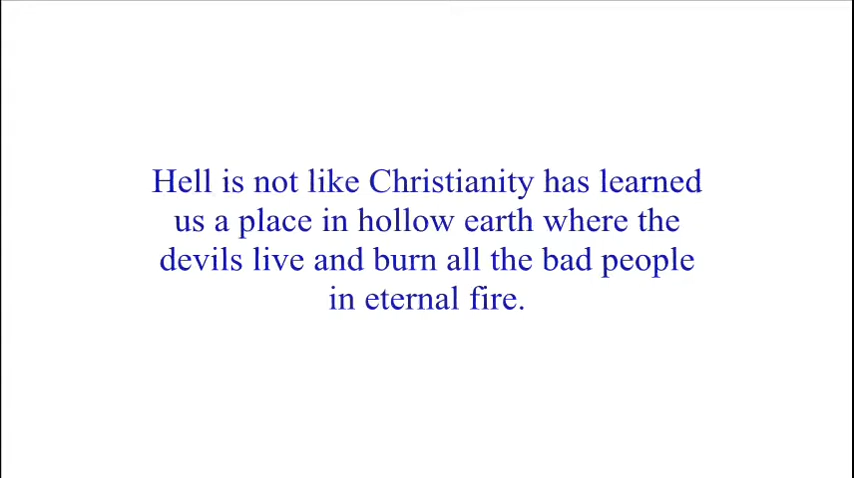 Hell is not like Christianity has learned
us a place in hollow earth where the
devils live and burn all the bad people
in eternal fire.